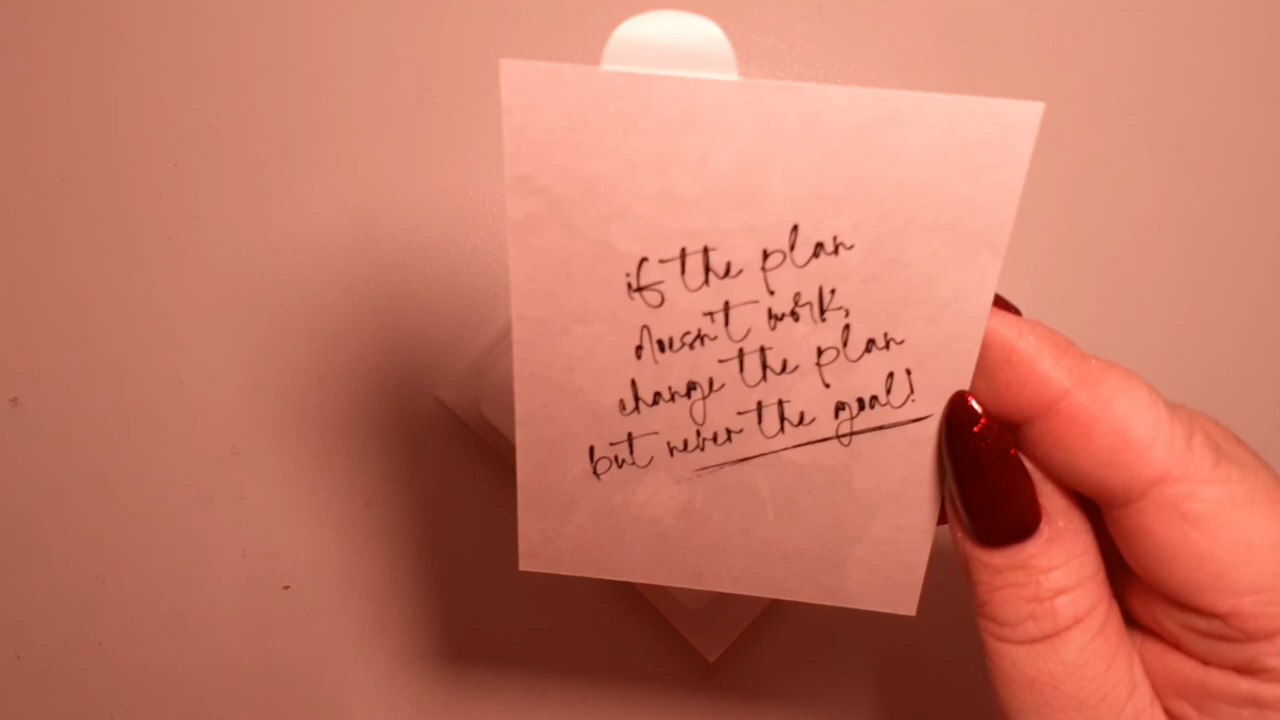 if the plan
doesn't work,
change the plan
but never the goal!